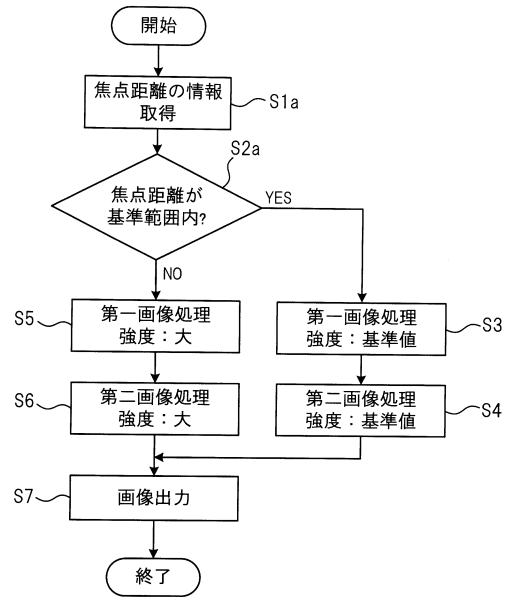 開始
焦点距離の情報
取得
S1a
S2a
焦点距離が
基準範囲内?
YES
NO
S5
第一画像処理
強度：大
第一画像処理
強度：基準値
S3
S6
第二画像処理
強度：大
第二画像処理
強度：基準値
S4
S7
画像出力
終了